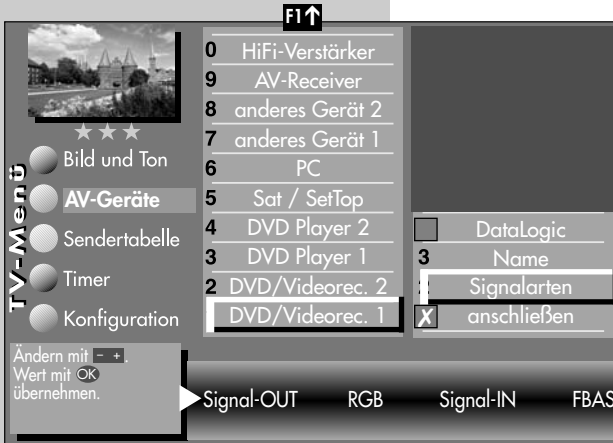 F1↑
0 HiFi-Verstärker
9 AV-Receiver
8 anderes Gerät 2
7 anderes Gerät 1
6 PC
5 Sat / SetTop
4 DVD Player 2
3 DVD Player 1
2 DVD/Videorec. 2
DVD/Videorec. 1
TV-Menü
Bild und Ton
AV-Geräte
Sendertabelle
Timer
Konfiguration
DataLogic
3 Name
2 Signalarten
X anschließen
Ändern mit - + .
Wert mit OK
übernehmen.
Signal-OUT RGB Signal-IN FBAS